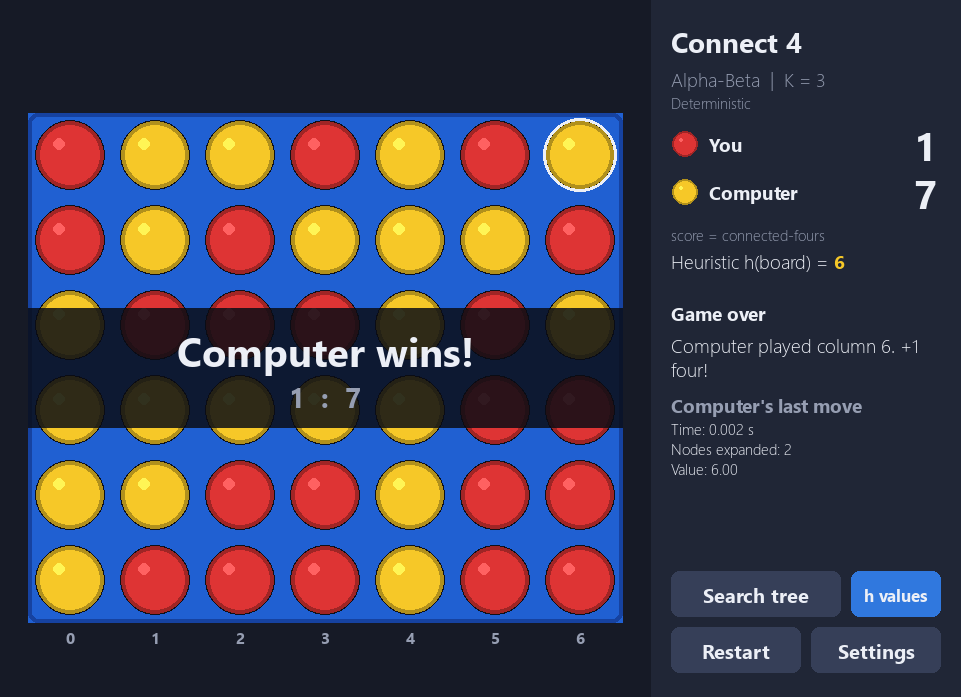 Connect 4
Alpha-Beta | K = 3
Deterministic
You 1
Computer 7
score = connected-fours
Heuristic h(board) = 6
Game over
Computer played column 6. +1
four!
Computer's last move
Time: 0.002 s
Nodes expanded: 2
Value: 6.00
Computer wins!
1 : 7
0 1 2 3 4 5 6
Search tree h values
Restart Settings